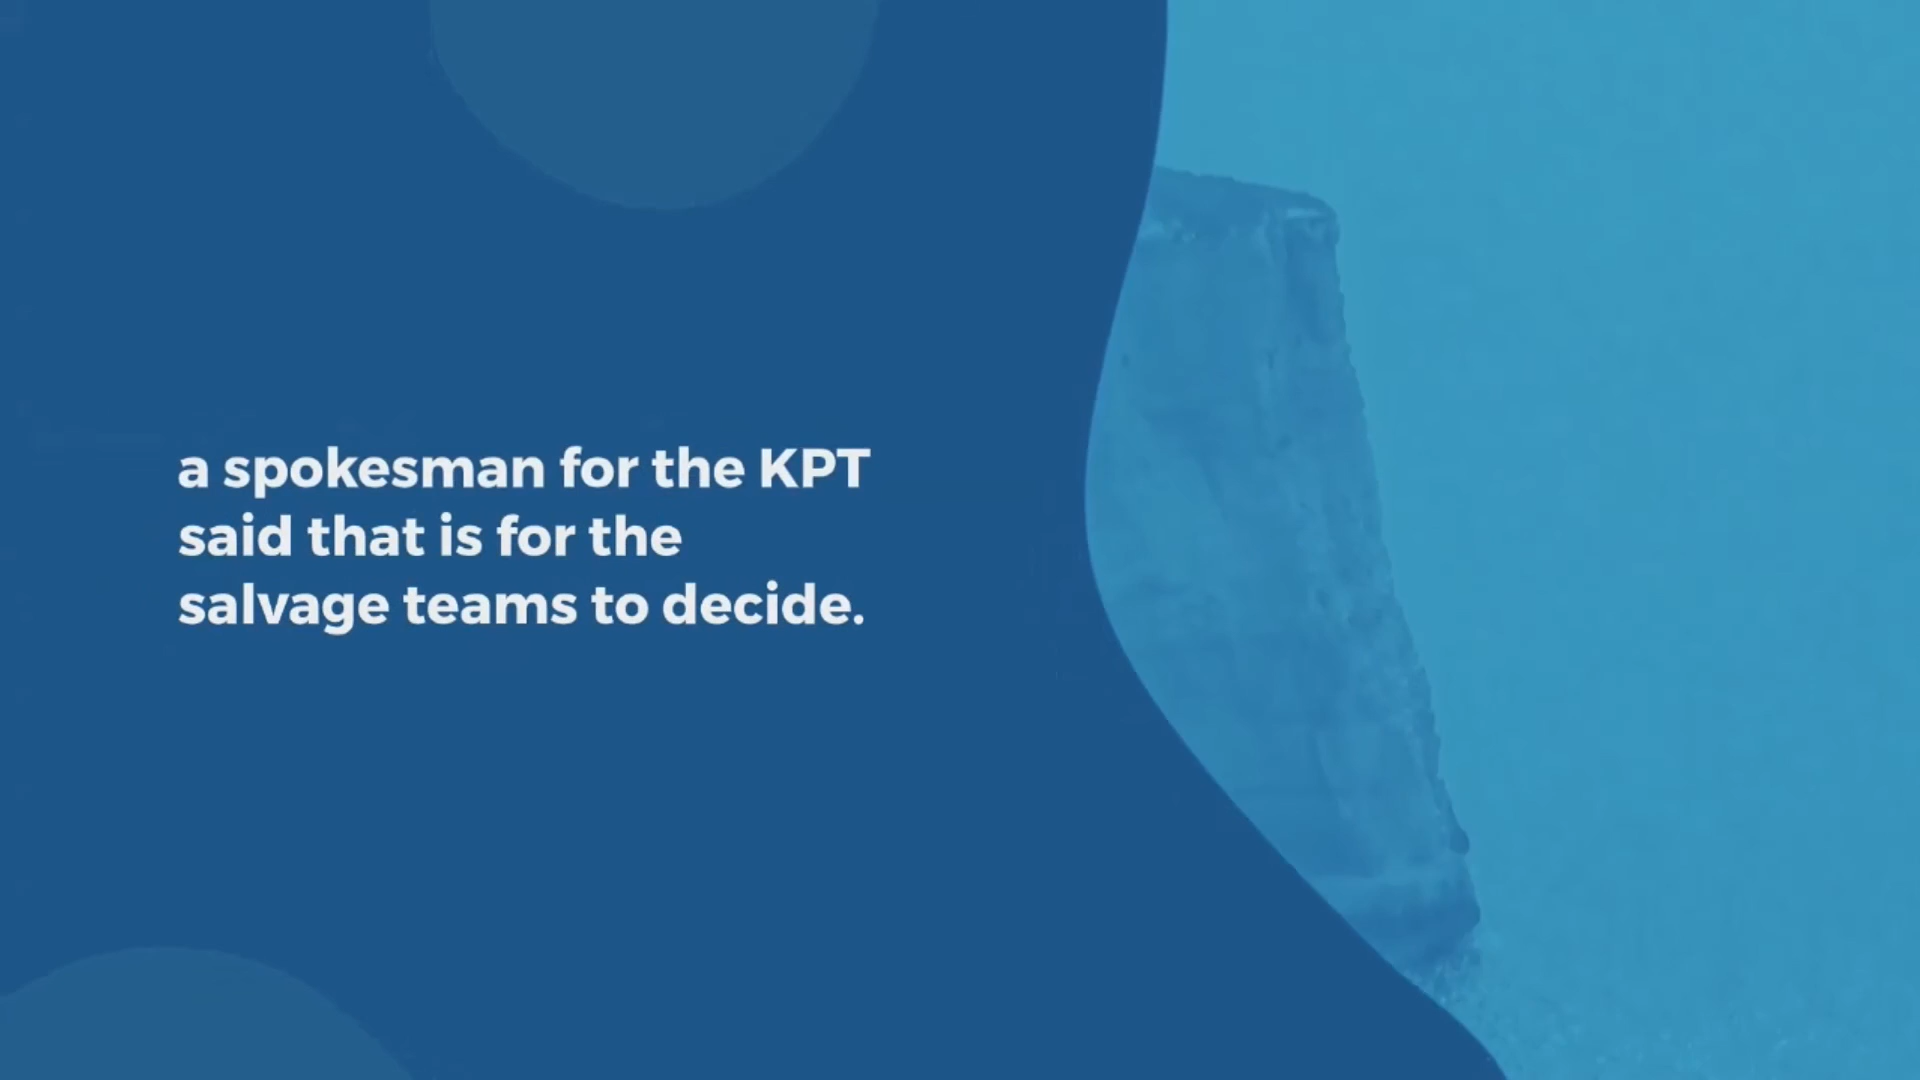 a spokesman for the KPT
said that is for the
salvage teams to decide.